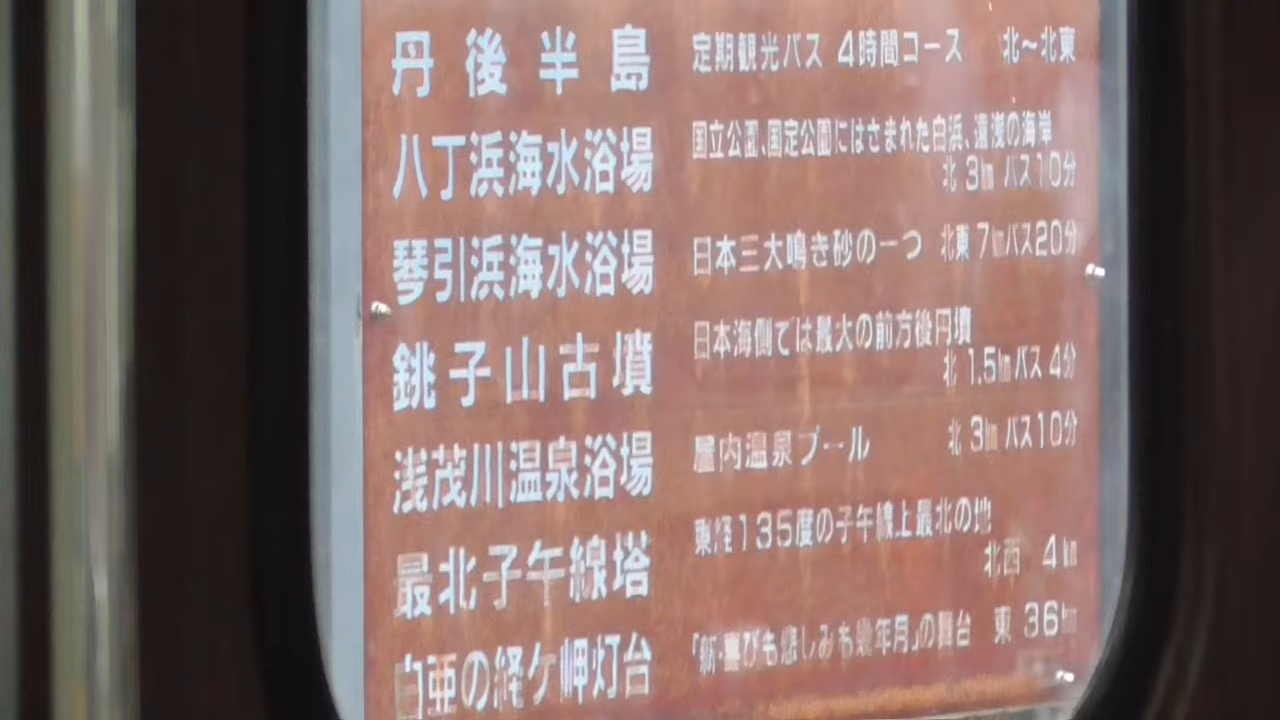 丹後半島 定期観光バス 4時間コース 北〜北東
八丁浜海水浴場 国立公園、国定公園にはさまれた白浜、遠浅の海岸
北 3㎞ バス10分
琴引浜海水浴場 日本三大鳴き砂の一つ 北東 7㎞バス20分
銚子山古墳 日本海側では最大の前方後円墳
北 1.5㎞バス 4分
浅茂川温泉浴場 屋内温泉プール 北 3㎞ バス10分
最北子午線塔 東経135度の子午線上最北の地
北西 4㎞
白亜の経ケ岬灯台 「新・喜びも悲しみも幾年月」の舞台 東 36㎞